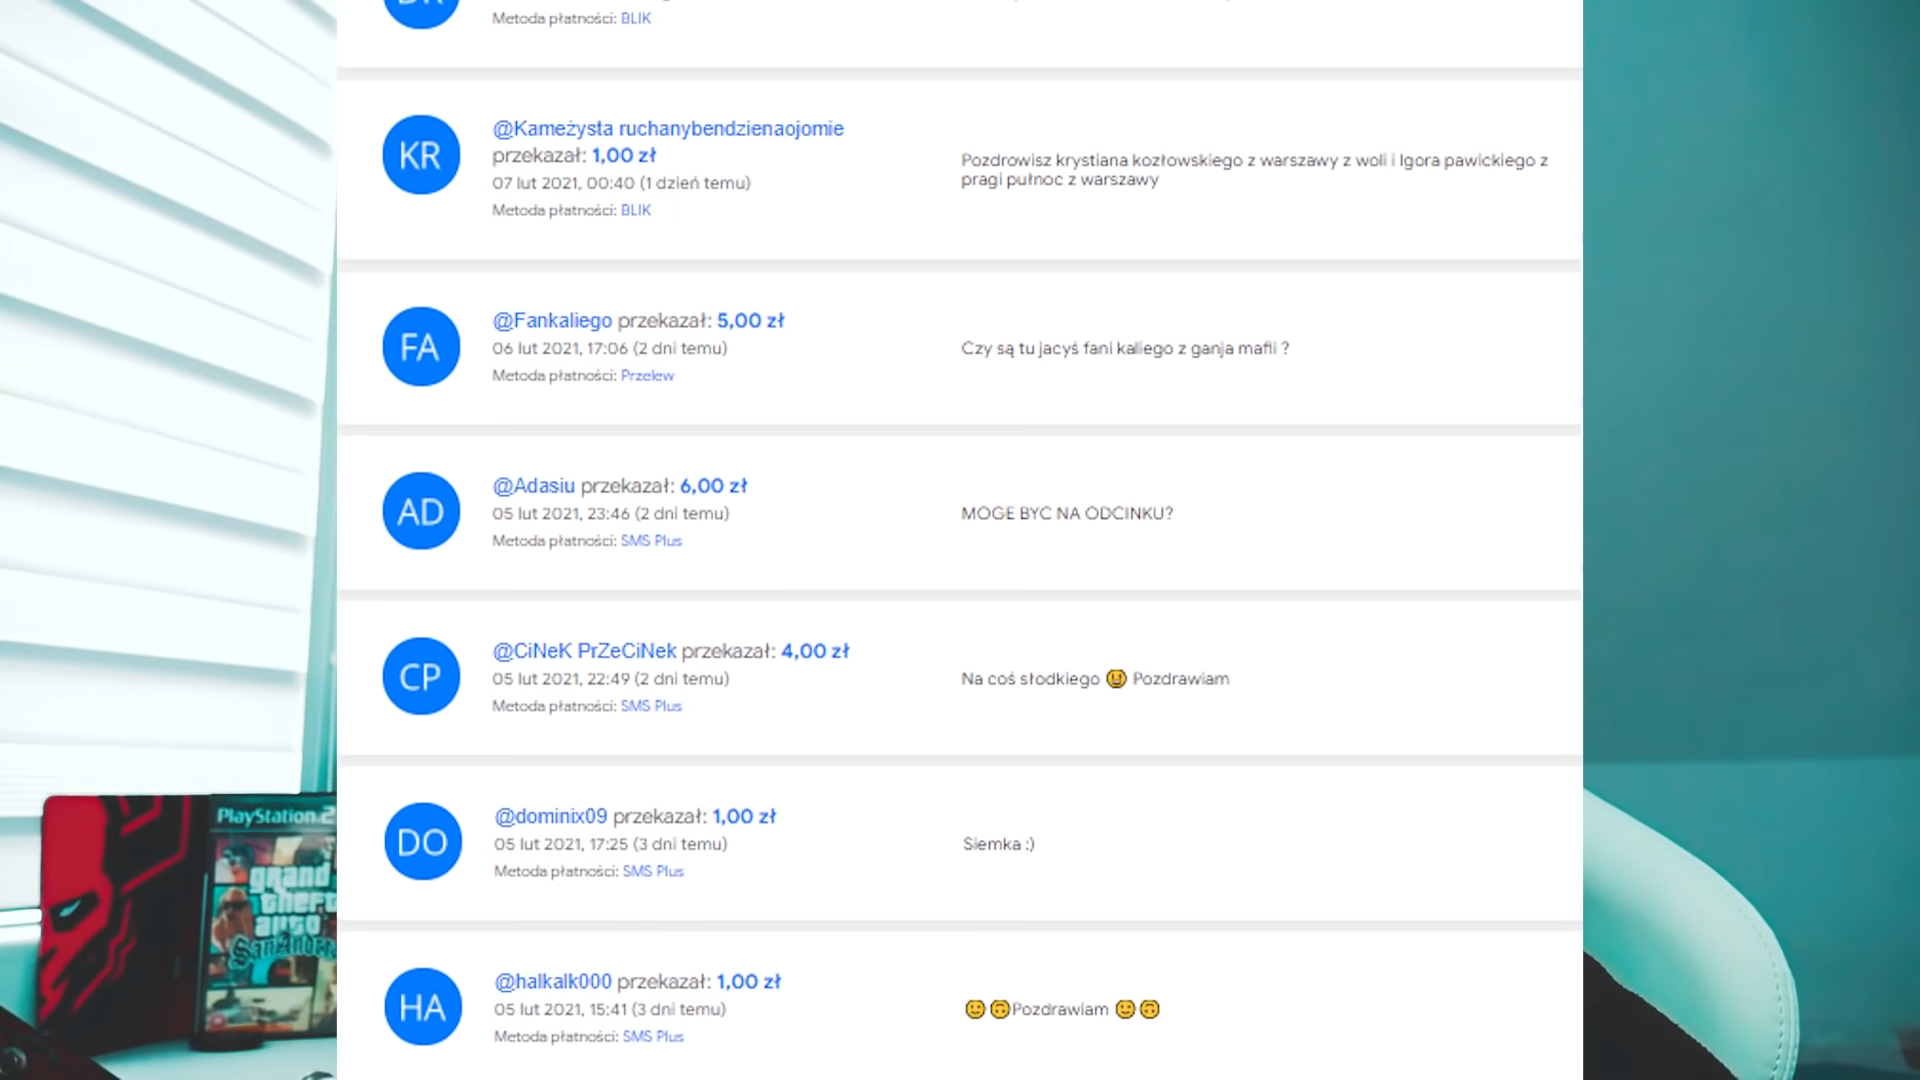 Metoda płatności: BLIK
KR
@Kameżysta ruchanybendzienaojomie
przekazał: 1,00 zł
07 lut 2021, 00:40 (1 dzień temu)
Metoda płatności: BLIK
Pozdrowisz krystiana kozłowskiego z warszawy z woli i Igora pawickiego z
pragi pułnoc z warszawy
FA
@Fankaliego przekazał: 5,00 zł
06 lut 2021, 17:06 (2 dni temu)
Metoda płatności: Przelew
Czy są tu jacyś fani kaliego z ganja mafii ?
AD
@Adasiu przekazał: 6,00 zł
05 lut 2021, 23:46 (2 dni temu)
Metoda płatności: SMS Plus
MOGE BYC NA ODCINKU?
CP
@CiNeK PrZeCiNek przekazał: 4,00 zł
05 lut 2021, 22:49 (2 dni temu)
Metoda płatności: SMS Plus
Na coś słodkiego 😀 Pozdrawiam
DO
@dominix09 przekazał: 1,00 zł
05 lut 2021, 17:25 (3 dni temu)
Metoda płatności: SMS Plus
Siemka :)
HA
@halkalk000 przekazał: 1,00 zł
05 lut 2021, 15:41 (3 dni temu)
Metoda płatności: SMS Plus
🙂🙃Pozdrawiam 🙂🙃
PlayStation 2
grand
theft
auto
San Andre